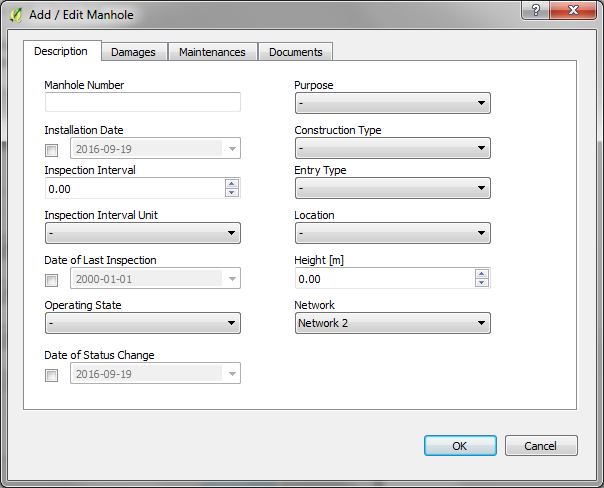 Add / Edit Manhole
?
Description Damages Maintenances Documents
Manhole Number
Installation Date
2016-09-19
Inspection Interval
0.00
Inspection Interval Unit
-
Date of Last Inspection
2000-01-01
Operating State
-
Date of Status Change
2016-09-19
Purpose
-
Construction Type
-
Entry Type
-
Location
-
Height [m]
0.00
Network
Network 2
OK Cancel